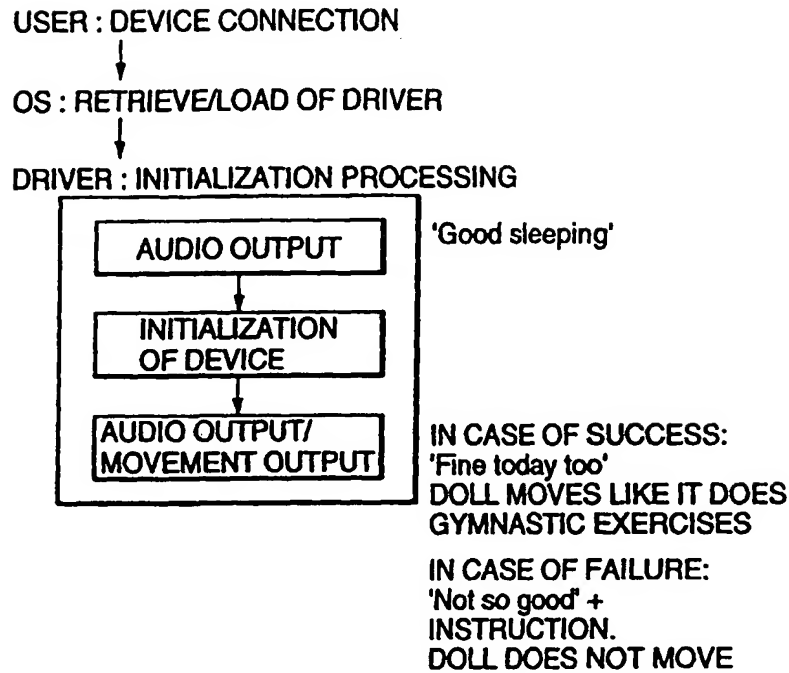 USER : DEVICE CONNECTION
OS : RETRIEVE/LOAD OF DRIVER
DRIVER : INITIALIZATION PROCESSING
AUDIO OUTPUT
'Good sleeping'
INITIALIZATION
OF DEVICE
AUDIO OUTPUT/
MOVEMENT OUTPUT
IN CASE OF SUCCESS:
'Fine today too'
DOLL MOVES LIKE IT DOES
GYMNASTIC EXERCISES
IN CASE OF FAILURE:
'Not so good' +
INSTRUCTION.
DOLL DOES NOT MOVE